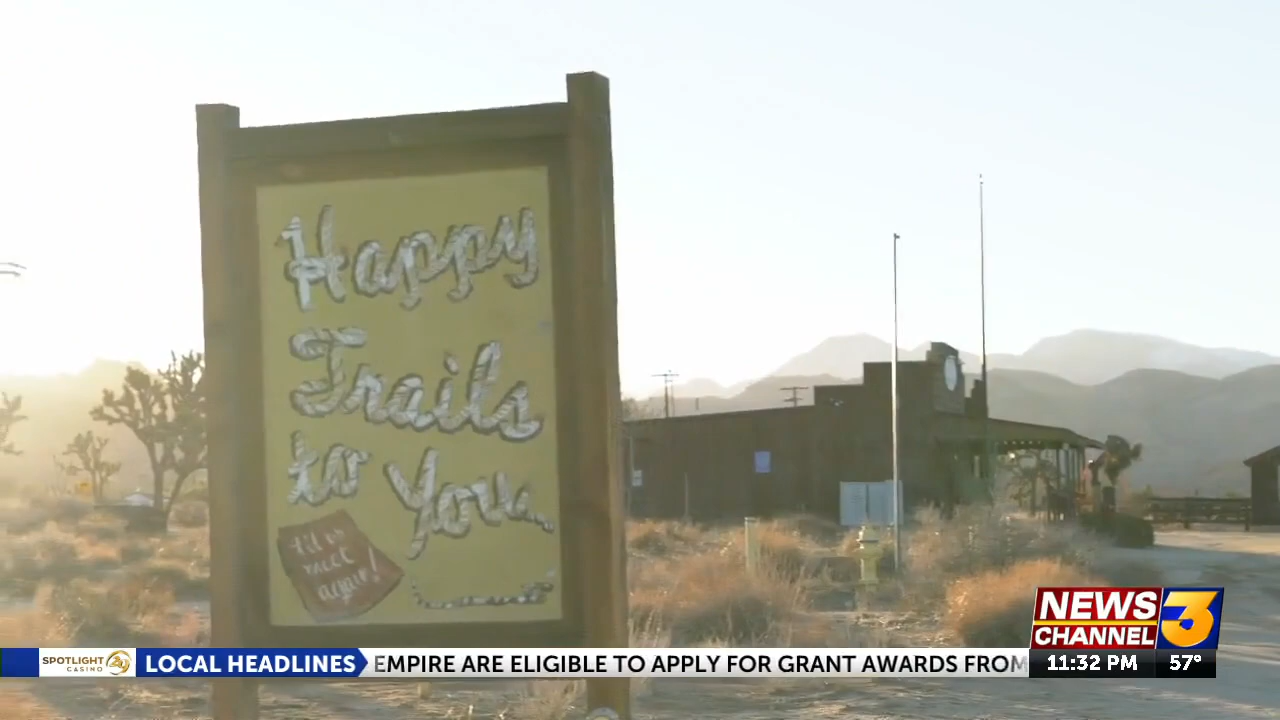 Happy
Trails
to You...
'til we
meet
again!
NEWS
CHANNEL 3
SPOTLIGHT 29
CASINO
LOCAL HEADLINES
EMPIRE ARE ELIGIBLE TO APPLY FOR GRANT AWARDS FROM
11:32 PM
57°